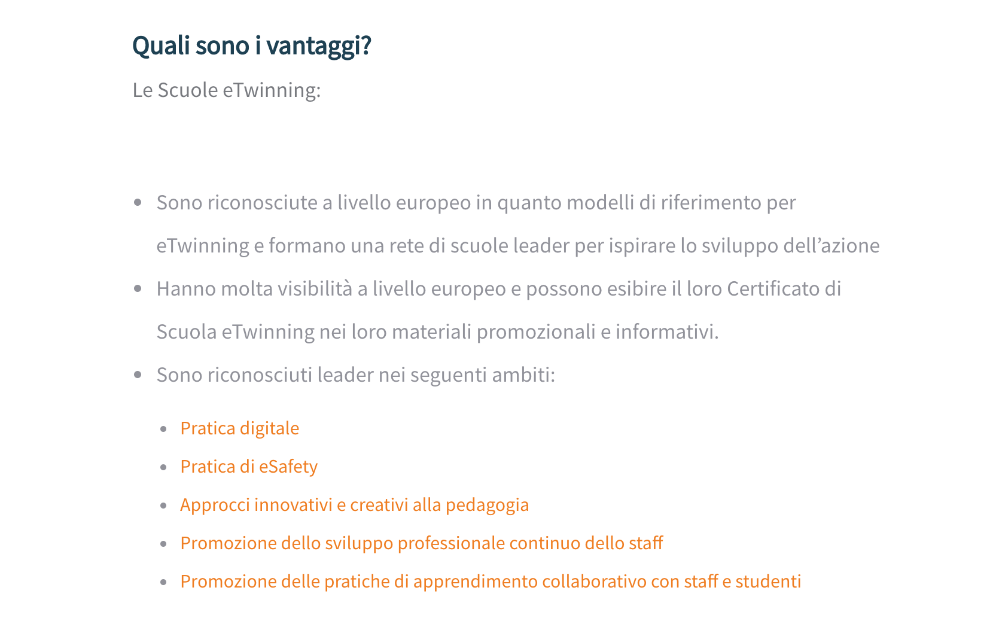 Quali sono i vantaggi?
Le Scuole eTwinning:
• Sono riconosciute a livello europeo in quanto modelli di riferimento per
eTwinning e formano una rete di scuole leader per ispirare lo sviluppo dell’azione
• Hanno molta visibilità a livello europeo e possono esibire il loro Certificato di
Scuola eTwinning nei loro materiali promozionali e informativi.
• Sono riconosciuti leader nei seguenti ambiti:
• Pratica digitale
• Pratica di eSafety
• Approcci innovativi e creativi alla pedagogia
• Promozione dello sviluppo professionale continuo dello staff
• Promozione delle pratiche di apprendimento collaborativo con staff e studenti